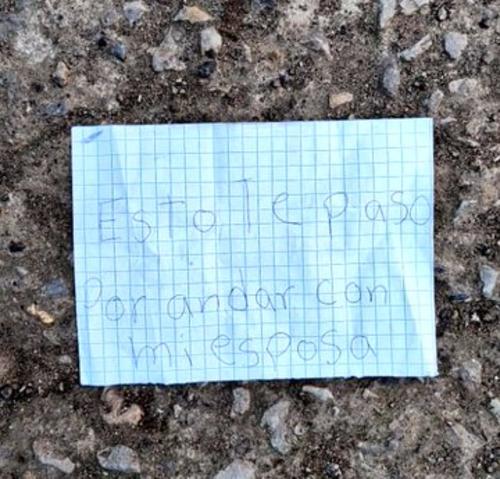 Esto Te paso
Por andar con
mi esposa